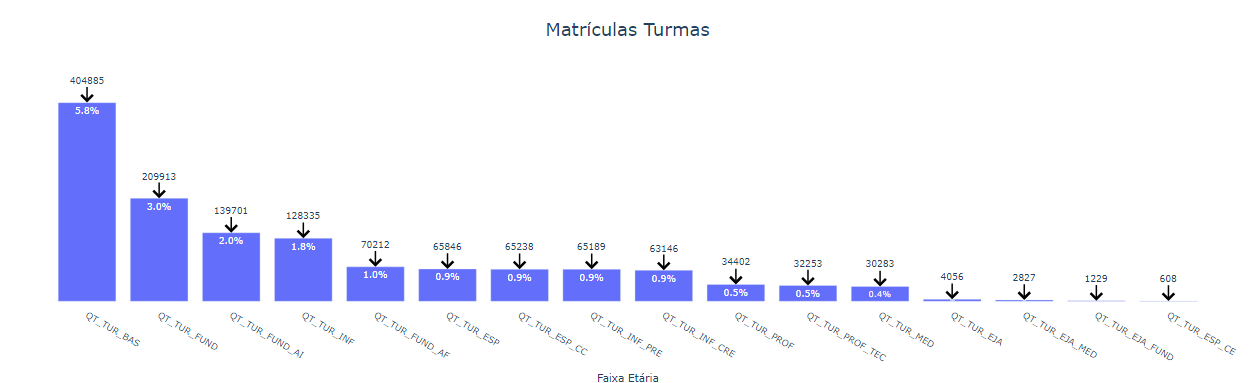 Matrículas Turmas
404885
5.8%
209913
3.0%
139701
2.0%
128335
1.8%
70212
1.0%
65846
0.9%
65238
0.9%
65189
0.9%
63146
0.9%
34402
0.5%
32253
0.5%
30283
0.4%
4056
2827
1229
608
QT_TUR_BAS
QT_TUR_FUND
QT_TUR_FUND_AI
QT_TUR_INF
QT_TUR_FUND_AF
QT_TUR_ESP
QT_TUR_ESP_CC
QT_TUR_INF_PRE
QT_TUR_INF_CRE
QT_TUR_PROF
QT_TUR_PROF_TEC
QT_TUR_MED
QT_TUR_EJA
QT_TUR_EJA_MED
QT_TUR_EJA_FUND
QT_TUR_ESP_CE
Faixa Etária